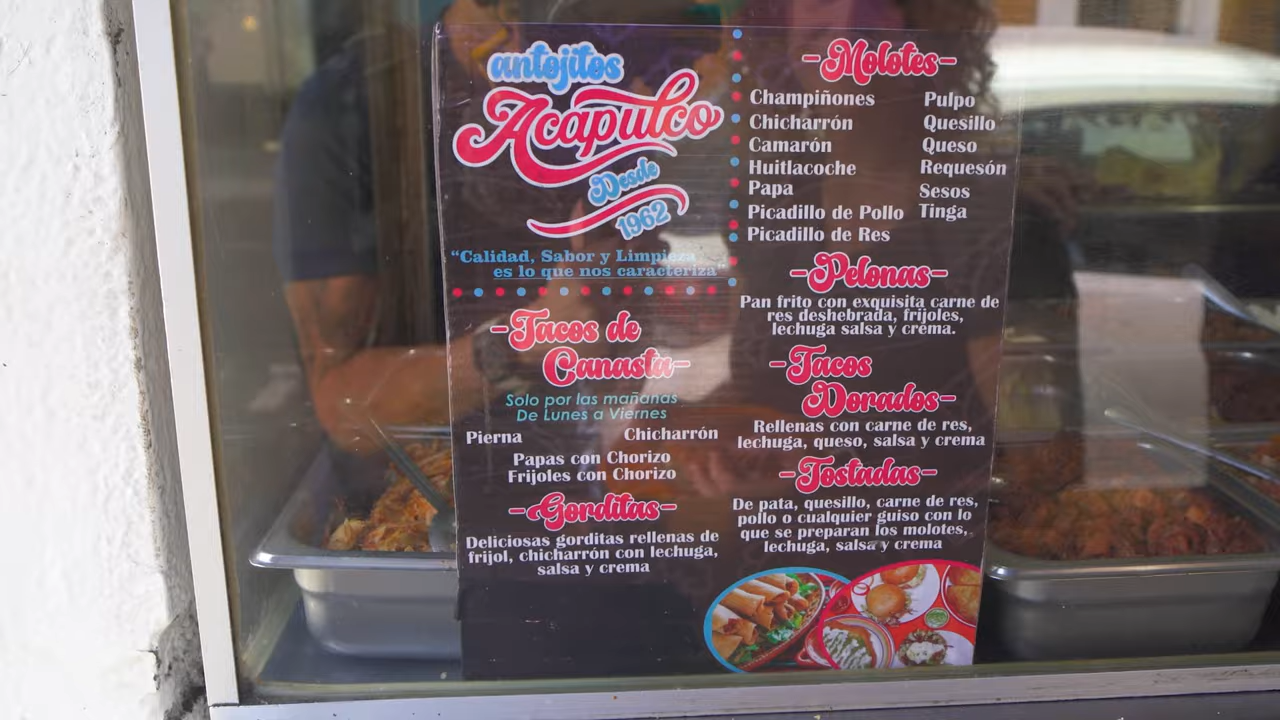 antojitos
Acapulco
Desde
1962
“Calidad, Sabor y Limpieza
es lo que nos caracteriza”
-Tacos de
Canasta-
Solo por las mañanas
De Lunes a Viernes
Pierna Chicharrón
Papas con Chorizo
Frijoles con Chorizo
-Gorditas-
Deliciosas gorditas rellenas de
frijol, chicharrón con lechuga,
salsa y crema
-Molotes-
Champiñones Pulpo
Chicharrón Quesillo
Camarón Queso
Huitlacoche Requesón
Papa Sesos
Picadillo de Pollo Tinga
Picadillo de Res
-Pelonas-
Pan frito con exquisita carne de
res deshebrada, frijoles,
lechuga salsa y crema.
-Tacos
Dorados-
Rellenas con carne de res,
lechuga, queso, salsa y crema
-Tostadas-
De pata, quesillo, carne de res,
pollo o cualquier guiso con lo
que se preparan los molotes,
lechuga, salsa y crema